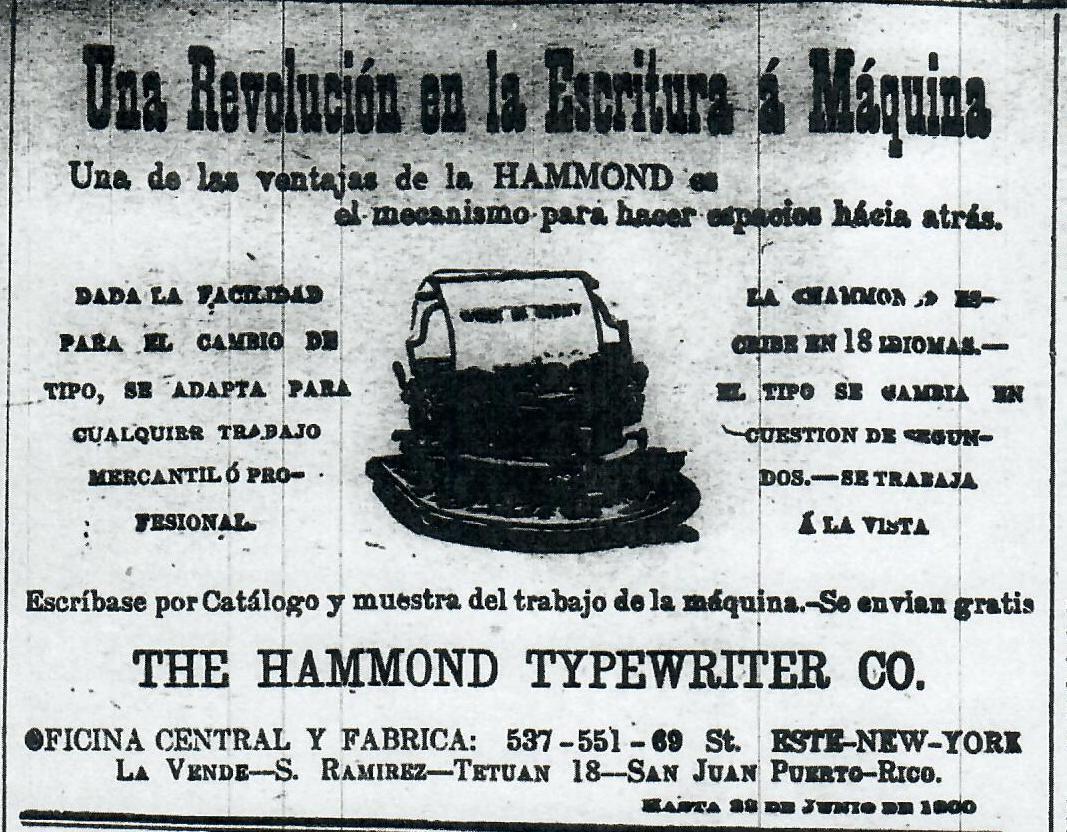 Una Revolución en la Escritura á Máquina
Una de las ventajas de la HAMMOND es
el mecanismo para hacer espacios hácia atrás.
DADA LA FACILIDAD
PARA EL CAMBIO DE
TIPO, SE ADAPTA PARA
CUALQUIER TRABAJO
MERCANTIL Ó PRO-
FESIONAL.
LA «HAMMOND» ES-
CRIBE EN 18 IDIOMAS.—
EL TIPO SE CAMBIA EN
CUESTION DE SEGUN-
DOS.—SE TRABAJA
Á LA VISTA
Escríbase por Catálogo y muestra del trabajo de la máquina.-Se envian gratis
THE HAMMOND TYPEWRITER CO.
OFICINA CENTRAL Y FABRICA: 537-551-69 St. ESTE-NEW-YORK
LA VENDE—S. RAMIREZ—TETUAN 18—SAN JUAN PUERTO-RICO.
HASTA DE JUNIO DE 1900